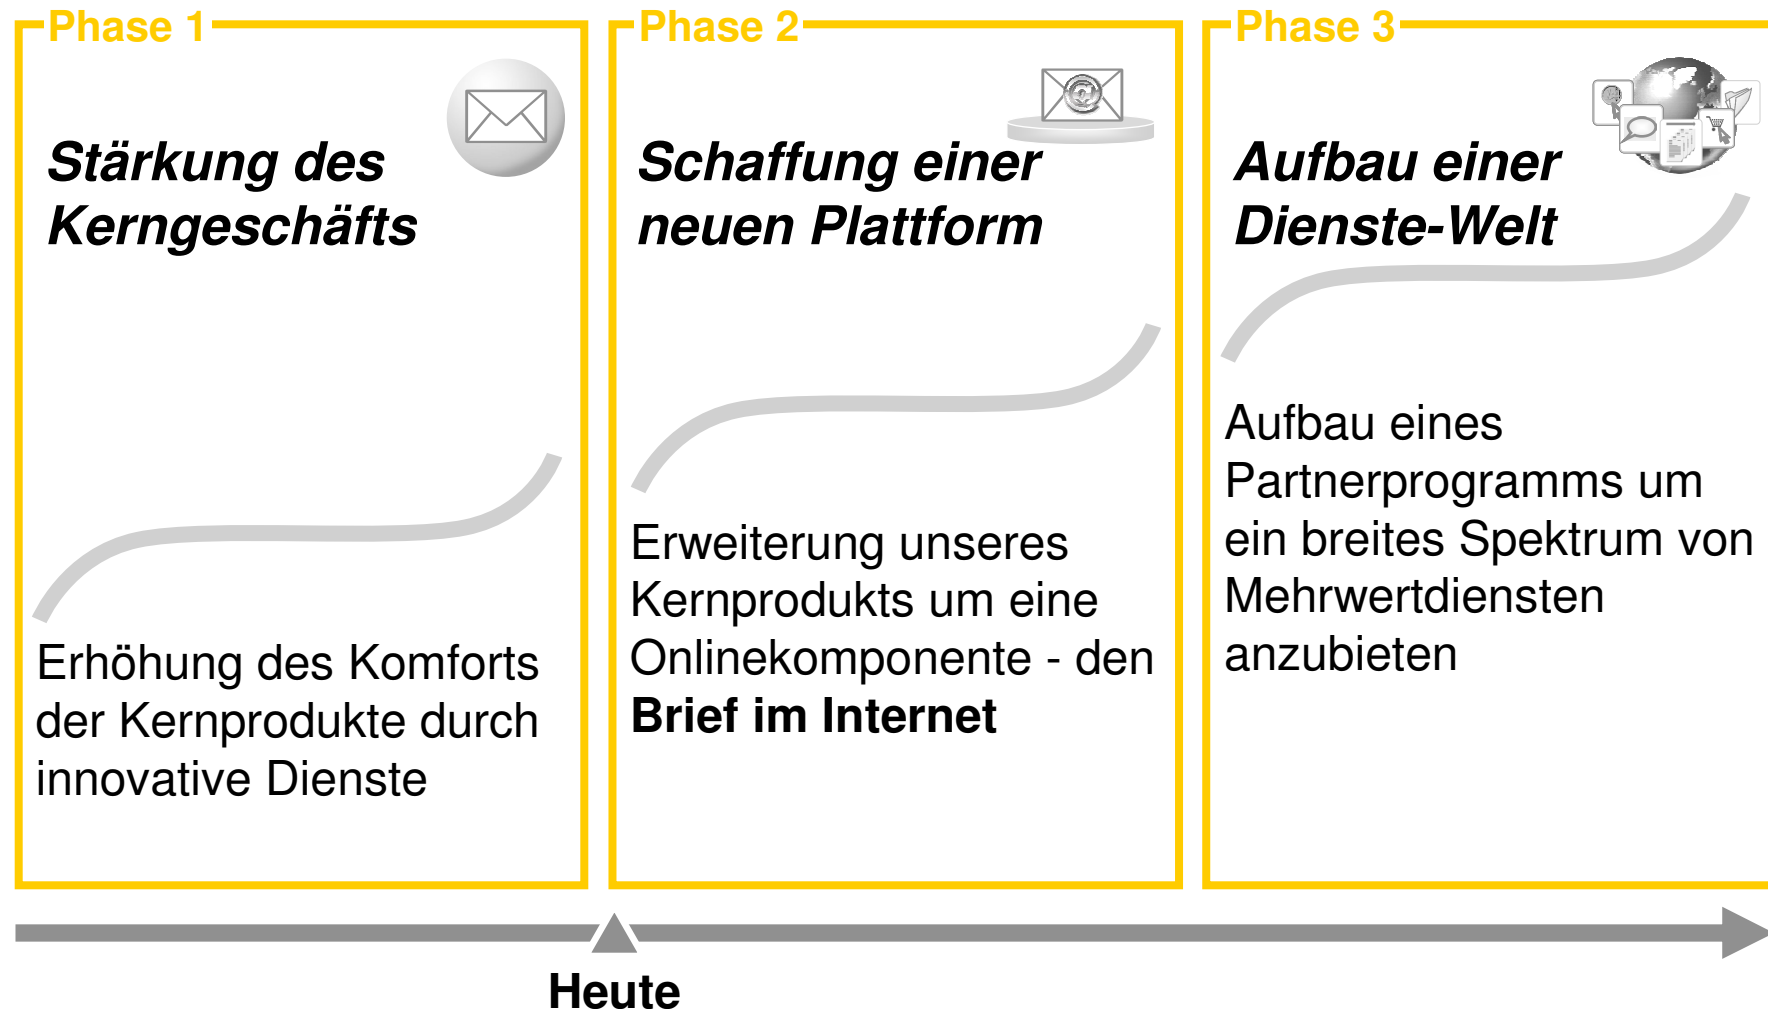 Phase 1
Stärkung des
Kerngeschäfts
Erhöhung des Komforts
der Kernprodukte durch
innovative Dienste
Phase 2
Schaffung einer
neuen Plattform
Erweiterung unseres
Kernprodukts um eine
Onlinekomponente - den
Brief im Internet
Phase 3
Aufbau einer
Dienste-Welt
Aufbau eines
Partnerprogramms um
ein breites Spektrum von
Mehrwertdiensten
anzubieten
Heute